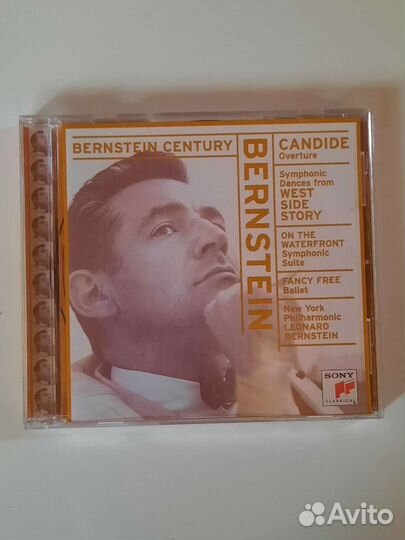 BERNSTEIN CENTURY
BERNSTEIN
CANDIDE
Overture
Symphonic
Dances from
WEST
SIDE
STORY
ON THE
WATERFRONT
Symphonic
Suite
FANCY FREE
Ballet
New York
Philharmonic
LEONARD
BERNSTEIN
SONY
CLASSICAL
Avito